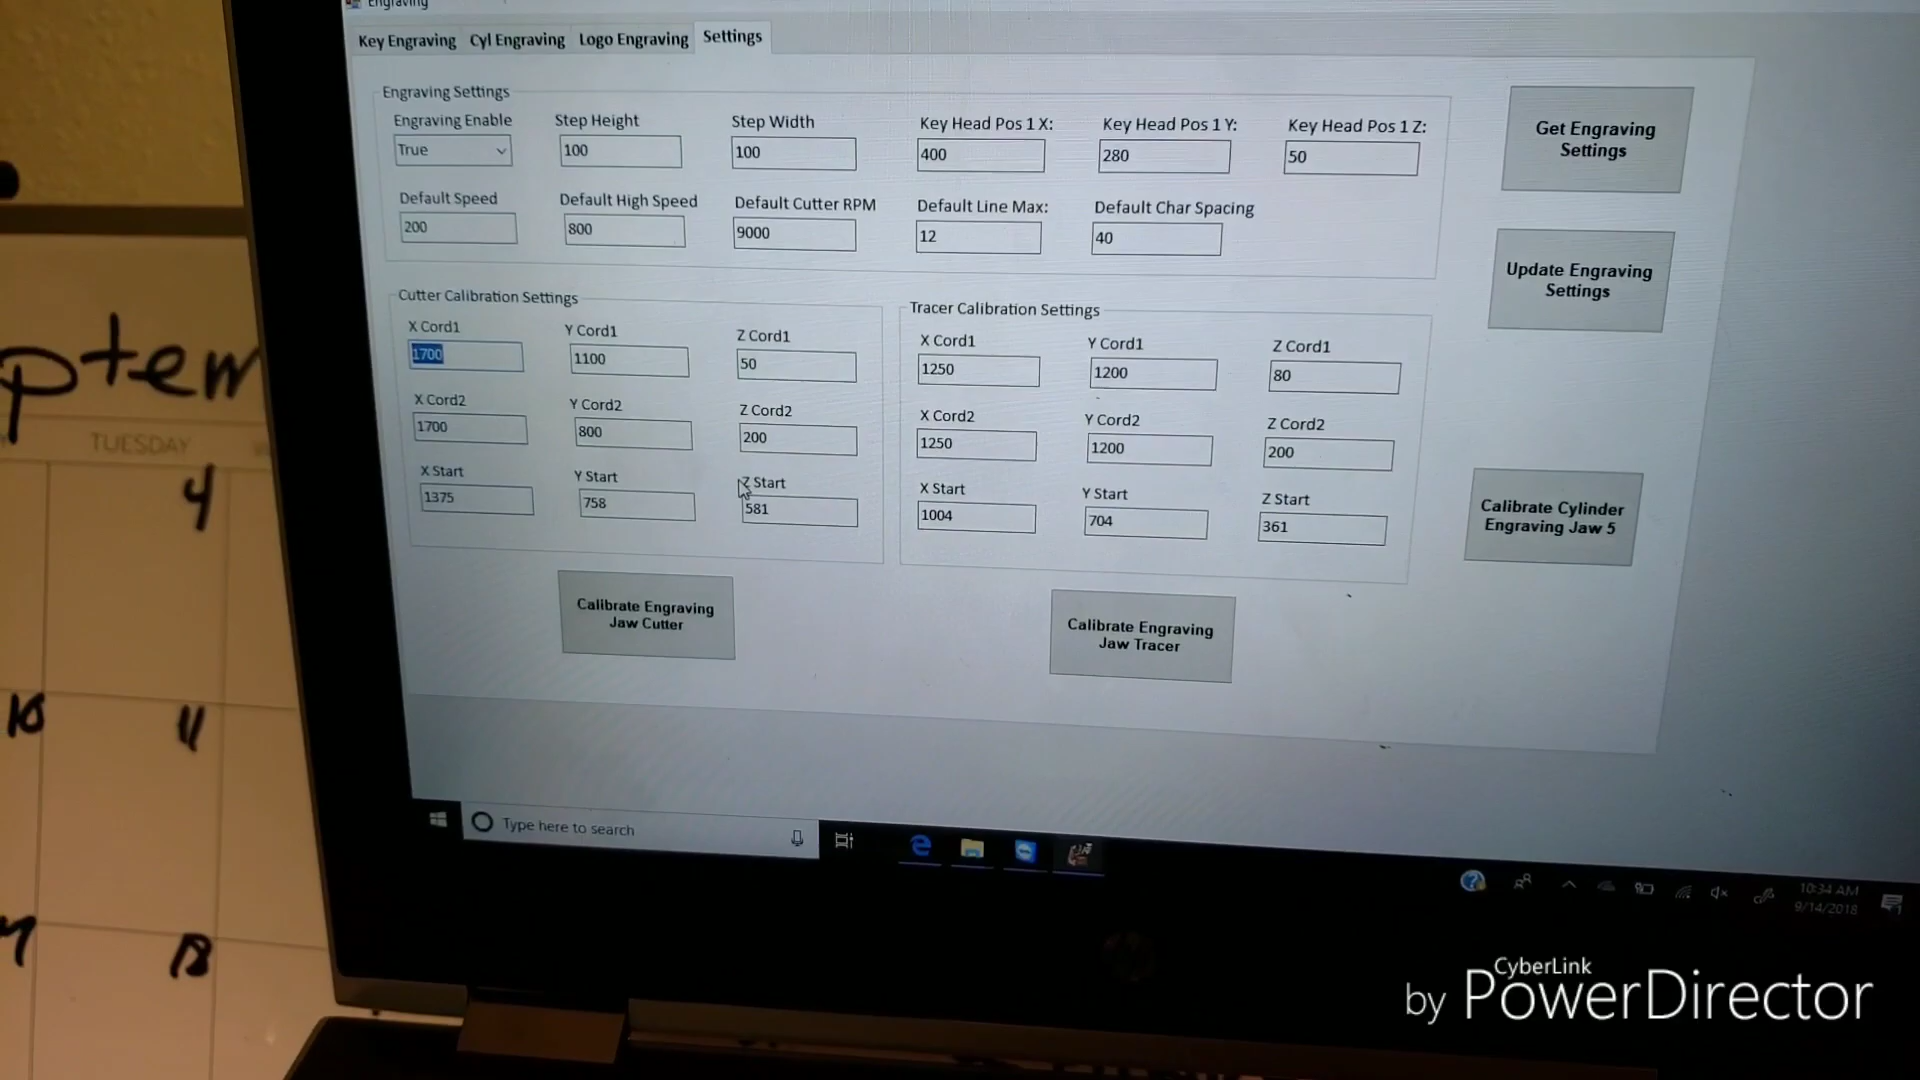 Engraving
Key Engraving Cyl Engraving Logo Engraving Settings
Engraving Settings
Engraving Enable Step Height Step Width Key Head Pos 1 X: Key Head Pos 1 Y: Key Head Pos 1 Z:
True 100 100 400 280 50
Default Speed Default High Speed Default Cutter RPM Default Line Max: Default Char Spacing
200 800 9000 12 40
Get Engraving
Settings
Update Engraving
Settings
Cutter Calibration Settings
X Cord1 Y Cord1 Z Cord1
1700 1100 50
X Cord2 Y Cord2 Z Cord2
1700 800 200
X Start Y Start Z Start
1375 758 581
Calibrate Engraving
Jaw Cutter
Tracer Calibration Settings
X Cord1 Y Cord1 Z Cord1
1250 1200 80
X Cord2 Y Cord2 Z Cord2
1250 1200 200
X Start Y Start Z Start
1004 704 361
Calibrate Engraving
Jaw Tracer
Calibrate Cylinder
Engraving Jaw 5
Type here to search
10:34 AM
9/14/2018
ptem
TUESDAY
4
10 11
18
CyberLink
by PowerDirector